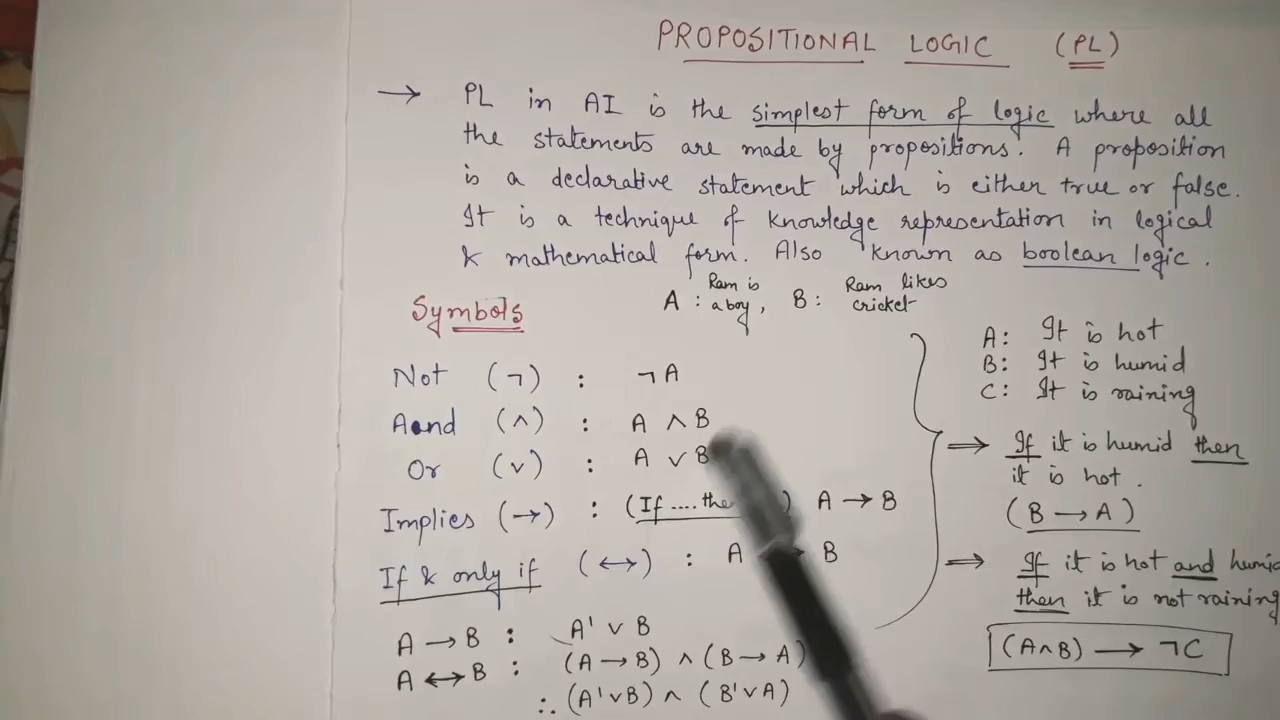 PROPOSITIONAL LOGIC (PL)
→ PL in AI is the simplest form of logic where all
the statements are made by propositions. A proposition
is a declarative statement which is either true or false.
It is a technique of knowledge representation in logical
& mathematical form. Also known as boolean logic.
A : Ram is a boy, B : Ram likes cricket
Symbols
Not (¬) : ¬A
Aand (∧) : A ∧ B
Or (∨) : A ∨ B
Implies (→) : (If .... the ) A → B
If & only if (↔) : A B
A → B : A' ∨ B
A ↔ B : (A → B) ∧ (B → A)
∴ (A'∨B) ∧ (B'∨A)
A: It is hot
B: It is humid
C: It is raining
⇒ If it is humid then
it is hot.
(B → A)
⇒ If it is hot and humid
then it is not raining
(A∧B) → ¬C